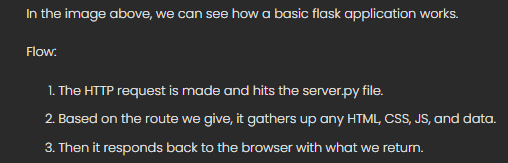 In the image above, we can see how a basic flask application works.
Flow:
1. The HTTP request is made and hits the server.py file.
2. Based on the route we give, it gathers up any HTML, CSS, JS, and data.
3. Then it responds back to the browser with what we return.